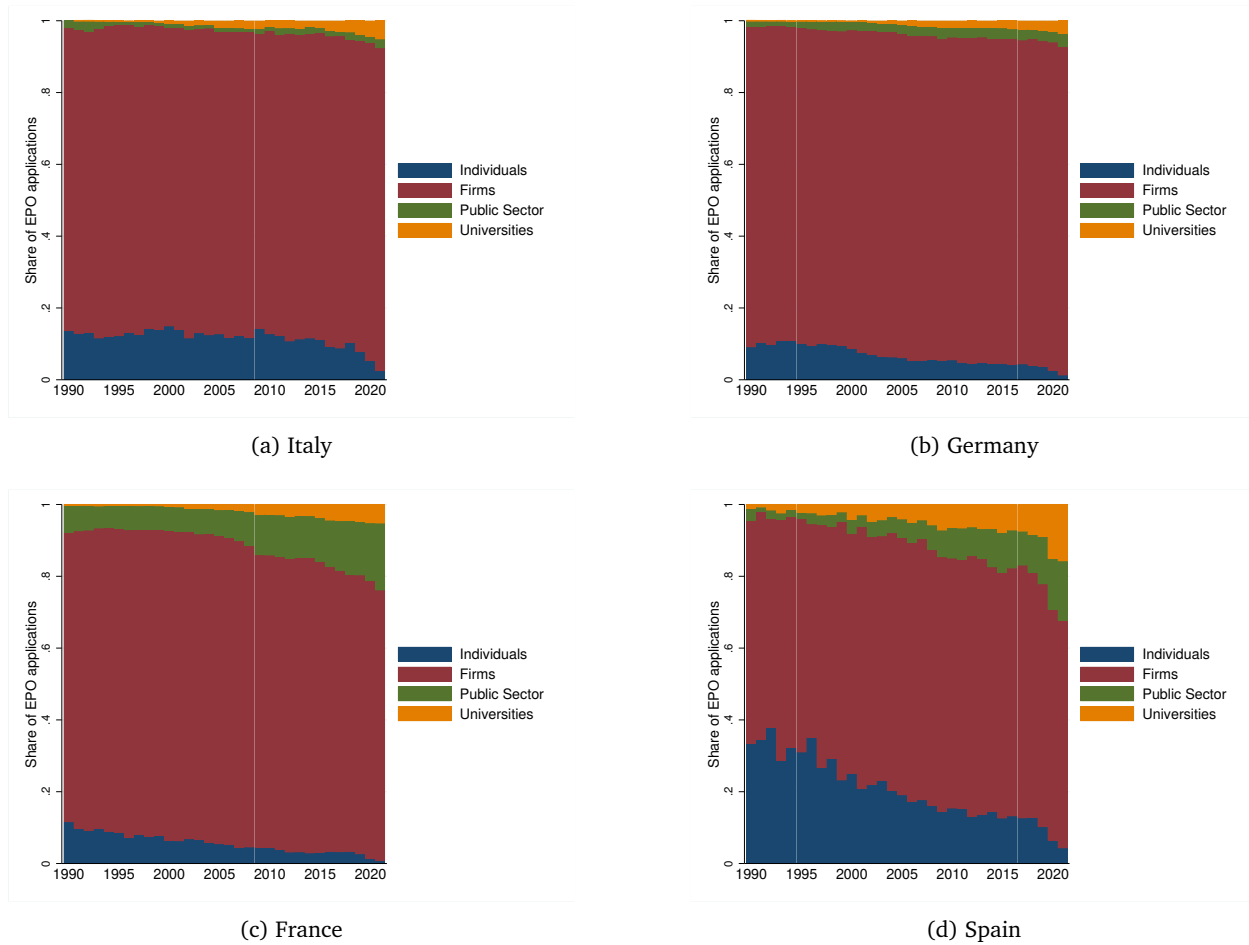 Share of EPO applications
1
.8
.6
.4
.2
0
1990 1995 2000 2005 2010 2015 2020
Individuals
Firms
Public Sector
Universities
(a) Italy
Share of EPO applications
1
.8
.6
.4
.2
0
1990 1995 2000 2005 2010 2015 2020
Individuals
Firms
Public Sector
Universities
(b) Germany
Share of EPO applications
1
.8
.6
.4
.2
0
1990 1995 2000 2005 2010 2015 2020
Individuals
Firms
Public Sector
Universities
(c) France
Share of EPO applications
1
.8
.6
.4
.2
0
1990 1995 2000 2005 2010 2015 2020
Individuals
Firms
Public Sector
Universities
(d) Spain